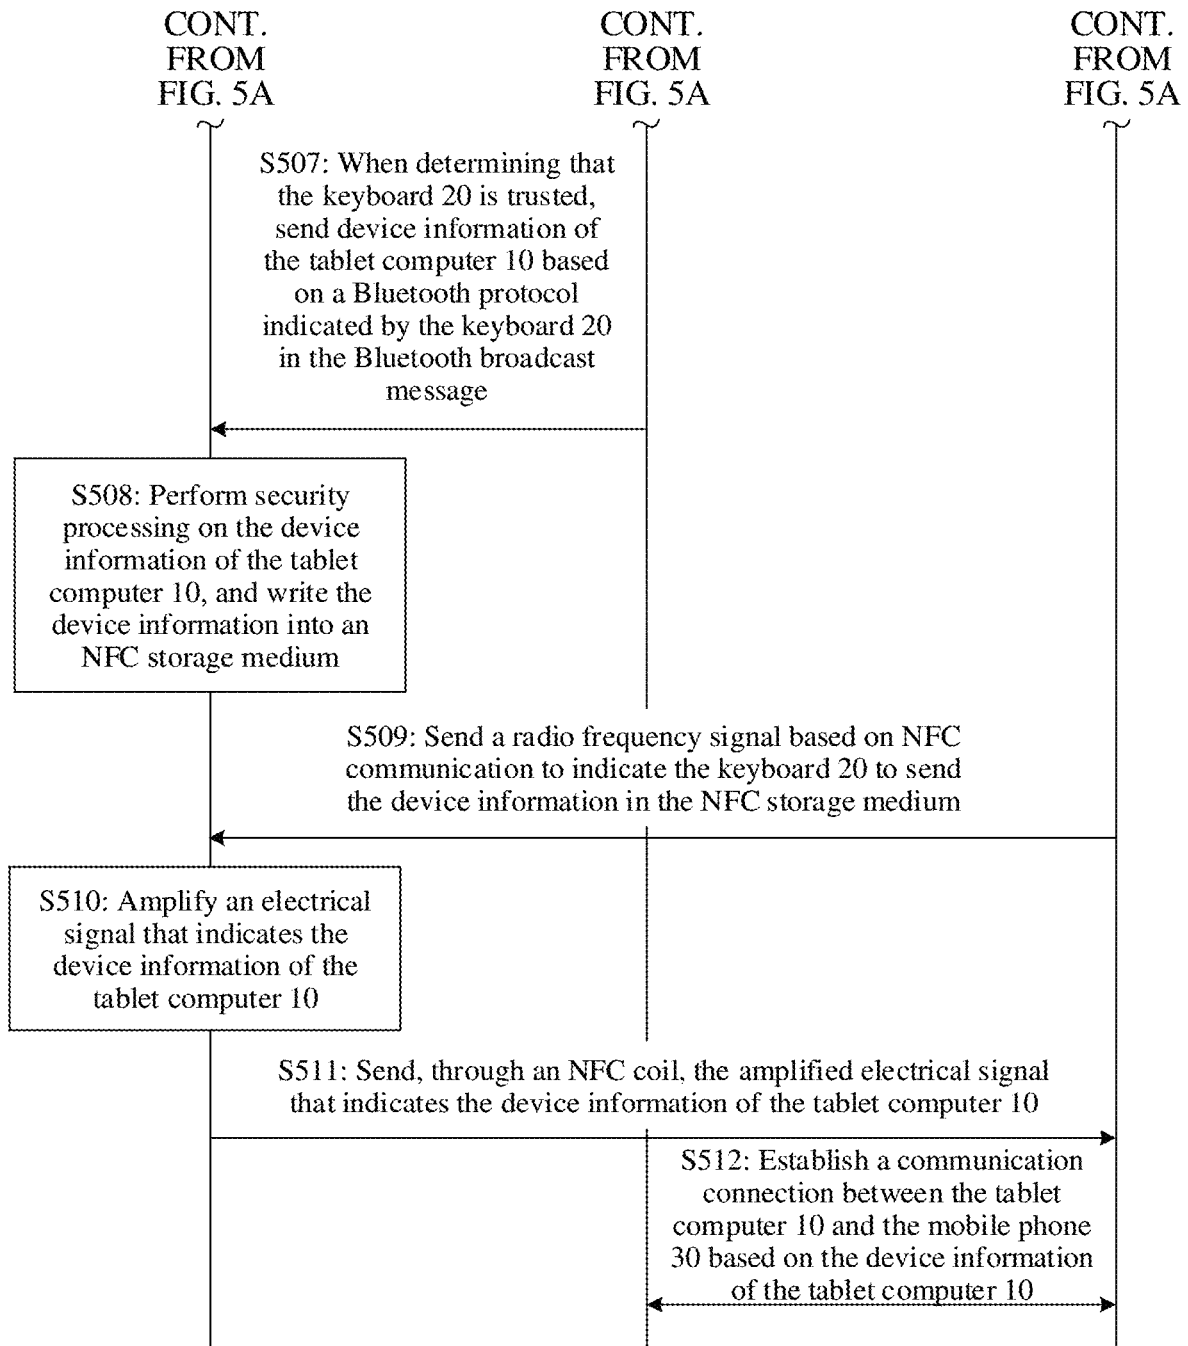 CONT.
FROM
FIG. 5A
CONT.
FROM
FIG. 5A
CONT.
FROM
FIG. 5A
S507: When determining that
the keyboard 20 is trusted,
send device information of
the tablet computer 10 based
on a Bluetooth protocol
indicated by the keyboard 20
in the Bluetooth broadcast
message
S508: Perform security
processing on the device
information of the tablet
computer 10, and write the
device information into an
NFC storage medium
S509: Send a radio frequency signal based on NFC
communication to indicate the keyboard 20 to send
the device information in the NFC storage medium
S510: Amplify an electrical
signal that indicates the
device information of the
tablet computer 10
S511: Send, through an NFC coil, the amplified electrical signal
that indicates the device information of the tablet computer 10
S512: Establish a communication
connection between the tablet
computer 10 and the mobile phone
30 based on the device information
of the tablet computer 10